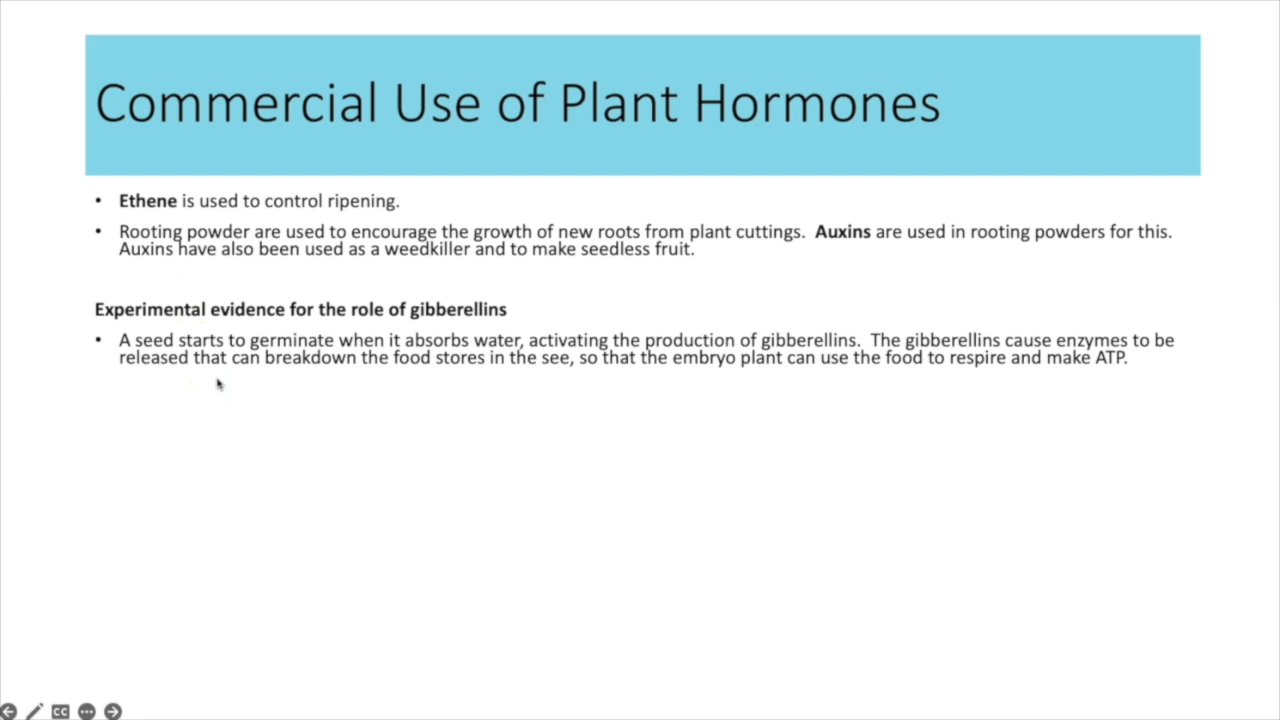 Commercial Use of Plant Hormones
• Ethene is used to control ripening.
• Rooting powder are used to encourage the growth of new roots from plant cuttings.  Auxins are used in rooting powders for this.
Auxins have also been used as a weedkiller and to make seedless fruit.
Experimental evidence for the role of gibberellins
• A seed starts to germinate when it absorbs water, activating the production of gibberellins.  The gibberellins cause enzymes to be
released that can breakdown the food stores in the see, so that the embryo plant can use the food to respire and make ATP.
CC